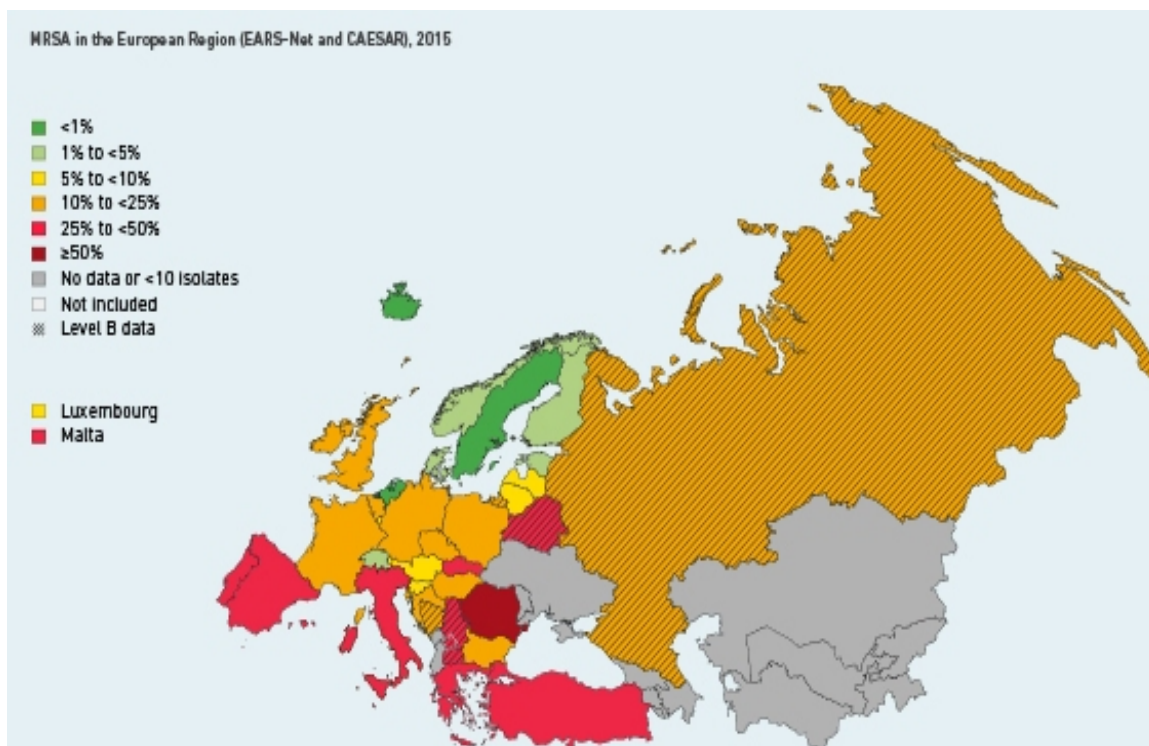 MRSA in the European Region (EARS-Net and CAESAR), 2015
<1%
1% to <5%
5% to <10%
10% to <25%
25% to <50%
≥50%
No data or <10 isolates
Not included
Level B data
Luxembourg
Malta